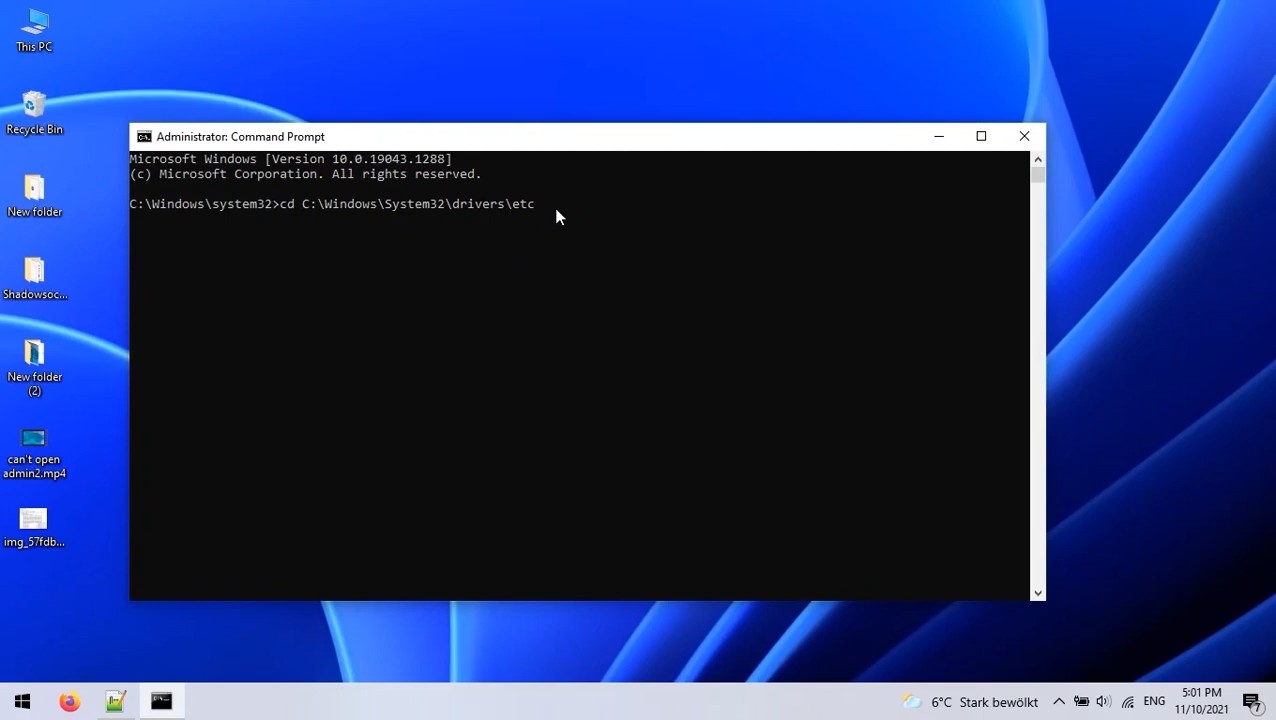 This PC
Recycle Bin
New folder
Shadowsoc...
New folder
(2)
can't open
admin2.mp4
img_57fdb...
Administrator: Command Prompt
Microsoft Windows [Version 10.0.19043.1288]
(c) Microsoft Corporation. All rights reserved.
C:\Windows\system32>cd C:\Windows\System32\drivers\etc
6°C Stark bewölkt
ENG
5:01 PM
11/10/2021
7